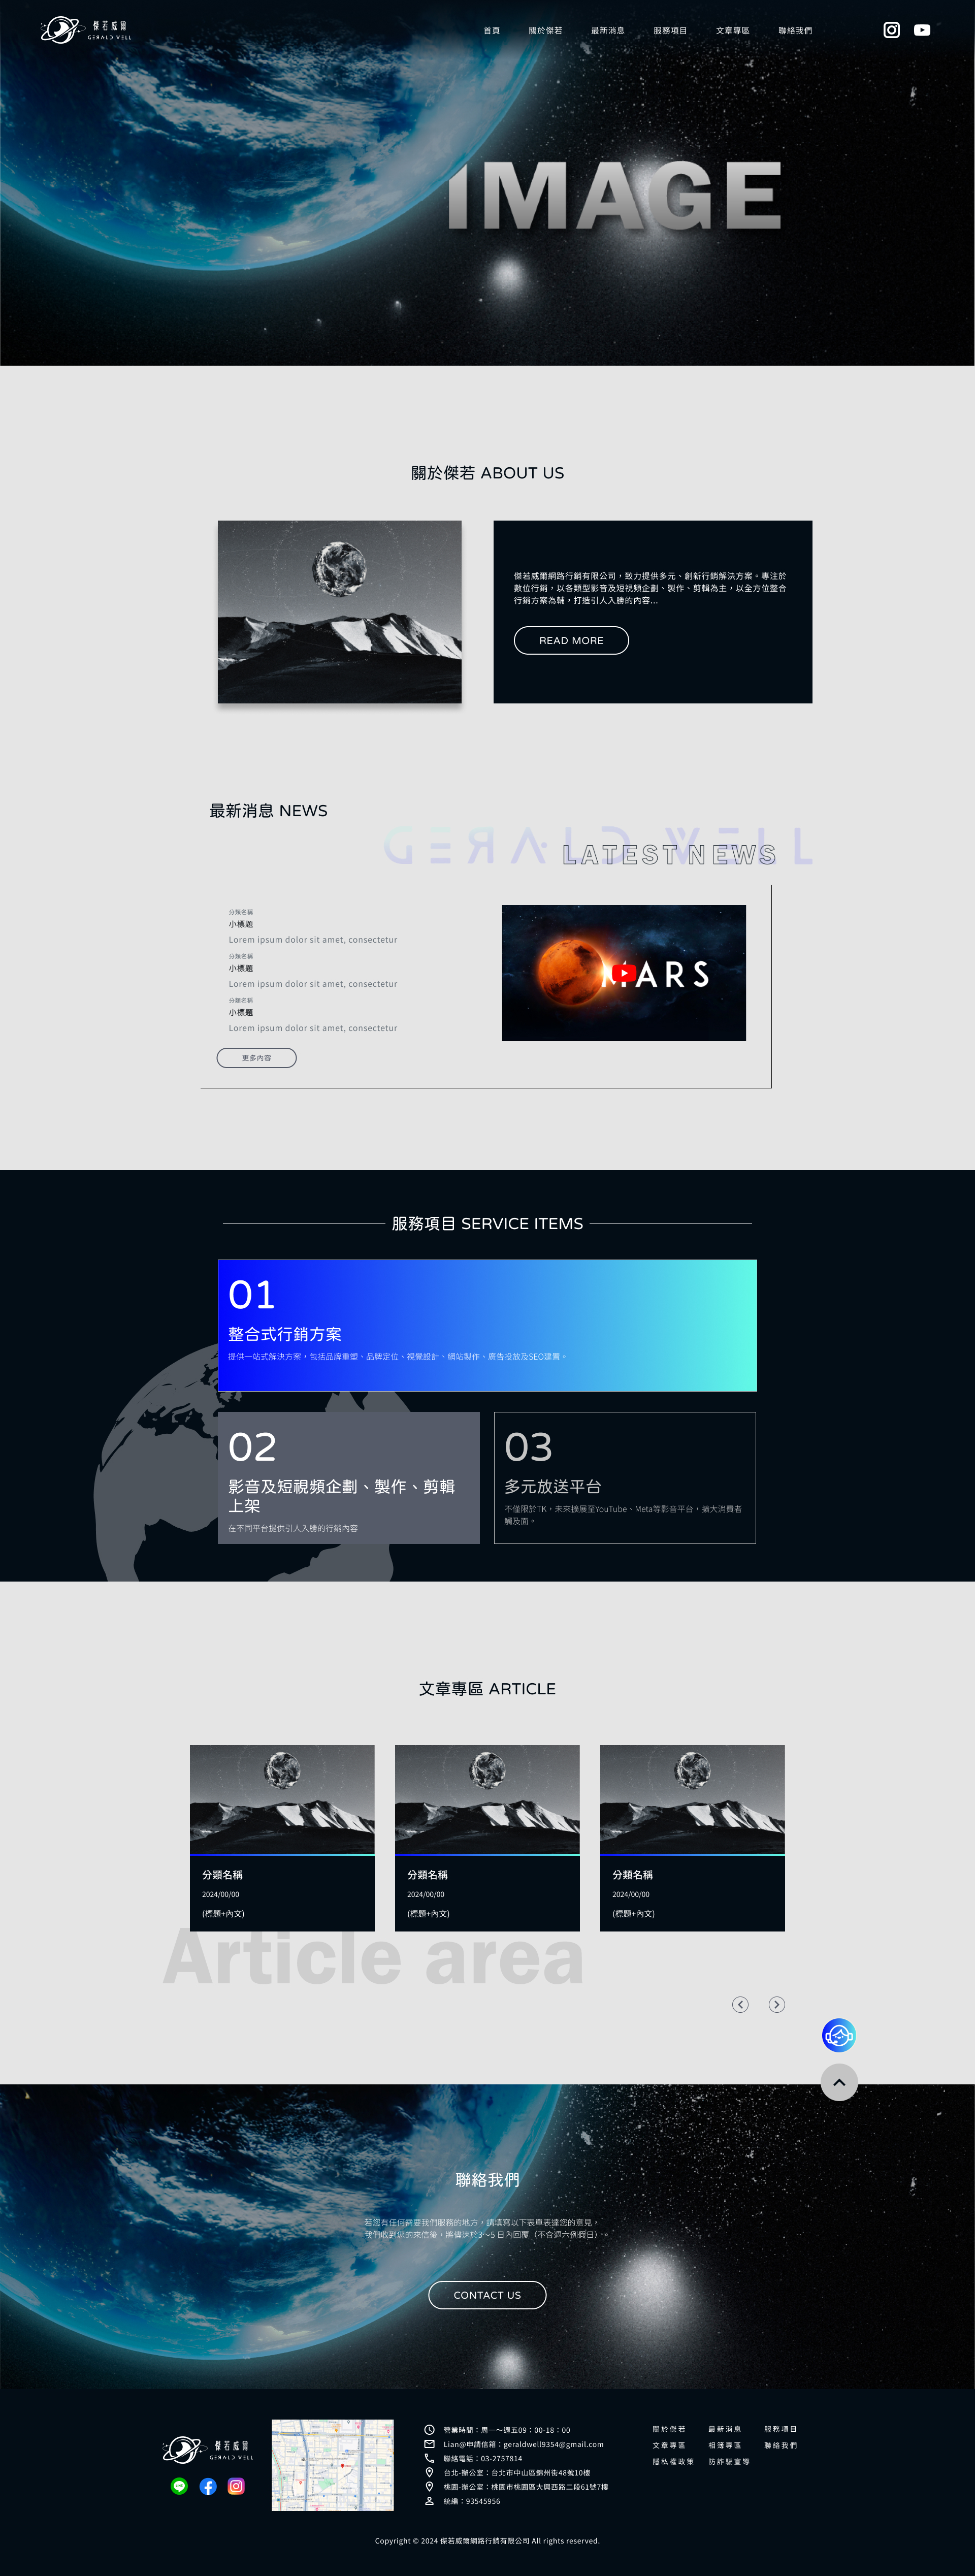 傑若威爾
GERALD WELL
首頁 關於傑若 最新消息 服務項目 文章專區 聯絡我們
IMAGE
關於傑若 ABOUT US
傑若威爾網路行銷有限公司，致力提供多元、創新行銷解決方案。專注於
數位行銷，以各類型影音及短視頻企劃、製作、剪輯為主，以全方位整合
行銷方案為輔，打造引人入勝的內容...
READ MORE
最新消息 NEWS
GERALD WELL
LATEST NEWS
分類名稱
小標題
Lorem ipsum dolor sit amet, consectetur
分類名稱
小標題
Lorem ipsum dolor sit amet, consectetur
分類名稱
小標題
Lorem ipsum dolor sit amet, consectetur
更多內容
MARS
服務項目 SERVICE ITEMS
01
整合式行銷方案
提供一站式解決方案，包括品牌重塑、品牌定位、視覺設計、網站製作、廣告投放及SEO建置。
02
影音及短視頻企劃、製作、剪輯
上架
在不同平台提供引人入勝的行銷內容
03
多元放送平台
不僅限於TK，未來擴展至YouTube、Meta等影音平台，擴大消費者
觸及面。
文章專區 ARTICLE
分類名稱
2024/00/00
(標題+內文)
分類名稱
2024/00/00
(標題+內文)
分類名稱
2024/00/00
(標題+內文)
Article area
聯絡我們
若您有任何需要我們服務的地方，請填寫以下表單表達您的意見，
我們收到您的來信後，將儘速於3～5 日內回覆（不含週六例假日）。
CONTACT US
傑若威爾
GERALD WELL
營業時間：周一～週五09：00-18：00
Lian@申請信箱：geraldwell9354@gmail.com
聯絡電話：03-2757814
台北-辦公室：台北市中山區錦州街48號10樓
桃園-辦公室：桃園市桃園區大興西路二段61號7樓
統編：93545956
關於傑若 最新消息 服務項目
文章專區 相簿專區 聯絡我們
隱私權政策 防詐騙宣導
Copyright © 2024 傑若威爾網路行銷有限公司 All rights reserved.